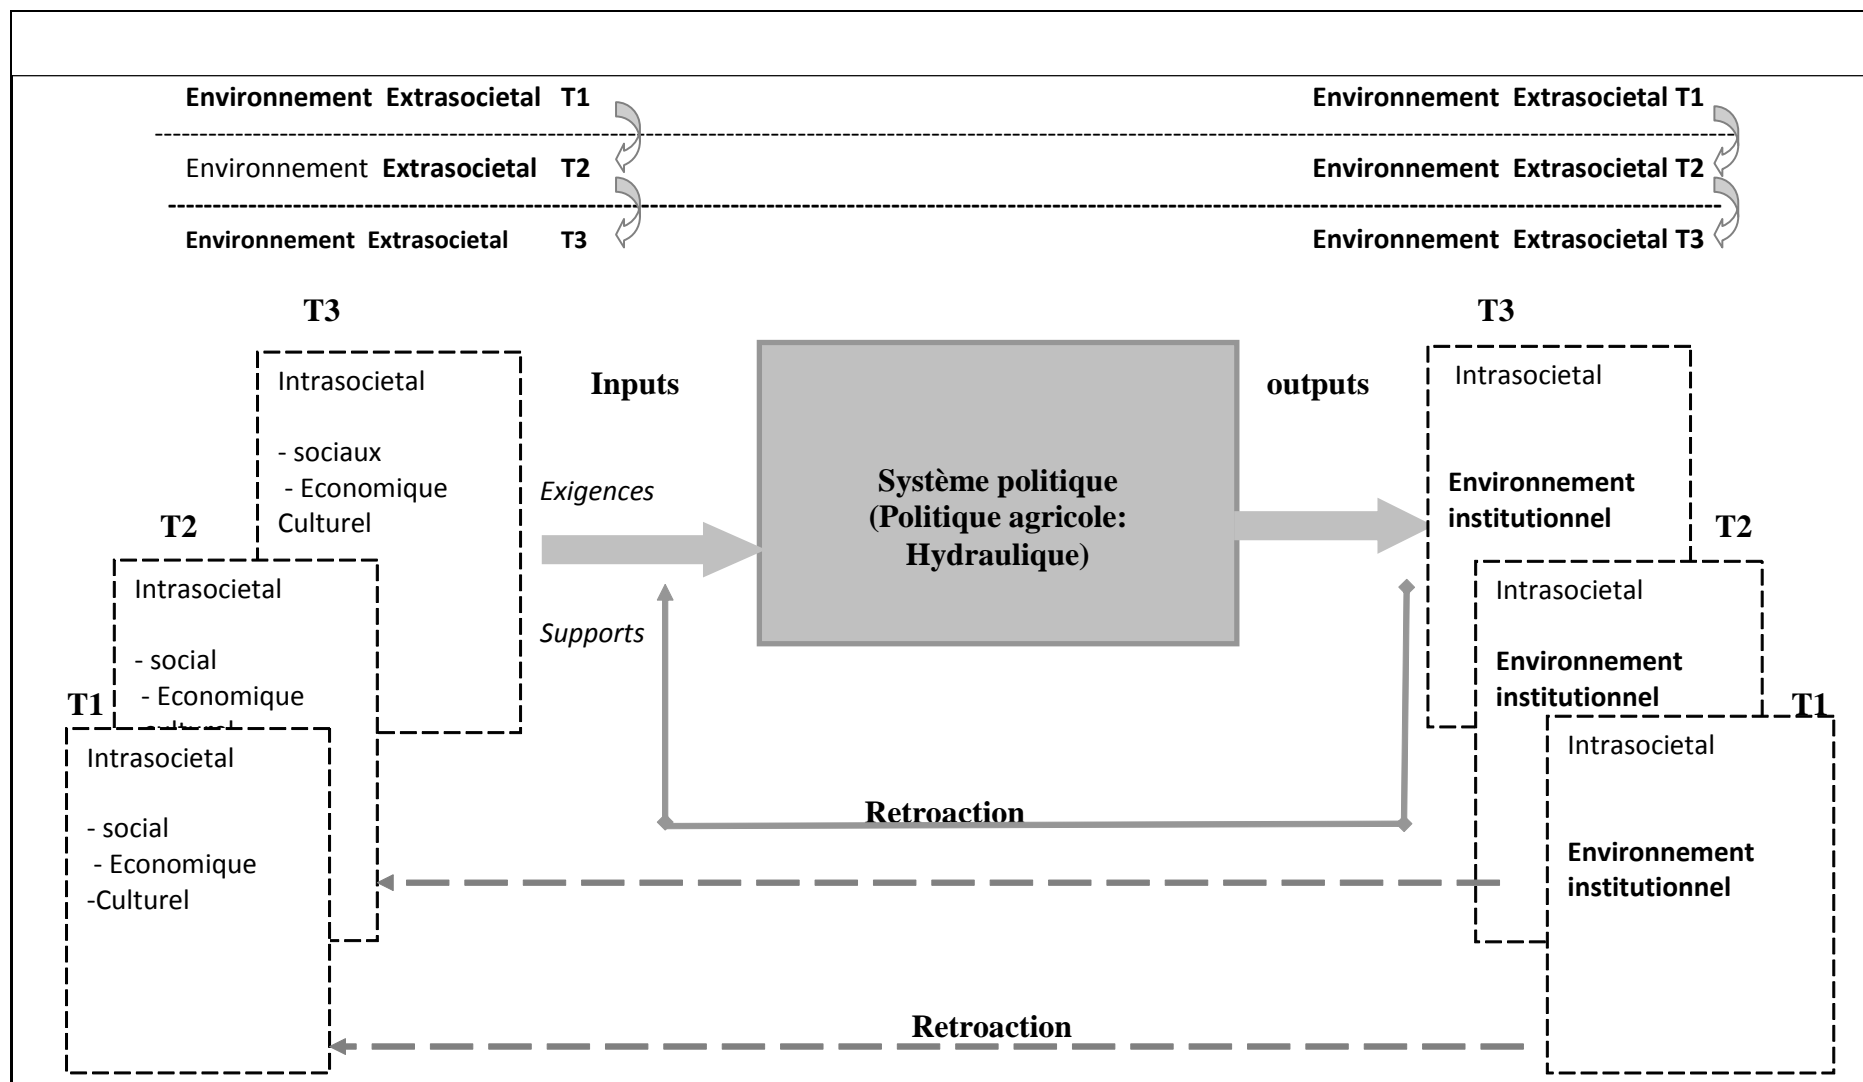 Environnement Extrasocietal T1
Environnement Extrasocietal T1
Environnement Extrasocietal T2
Environnement Extrasocietal T2
Environnement Extrasocietal T3
Environnement Extrasocietal T3
T3
Intrasocietal
- sociaux
- Economique
Culturel
T2
Intrasocietal
- social
- Economique
culturel
T1
Intrasocietal
- social
- Economique
-Culturel
Inputs
Exigences
Supports
Système politique
(Politique agricole:
Hydraulique)
outputs
T3
Intrasocietal
Environnement
institutionnel
T2
Intrasocietal
Environnement
institutionnel
T1
Intrasocietal
Environnement
institutionnel
Retroaction
Retroaction